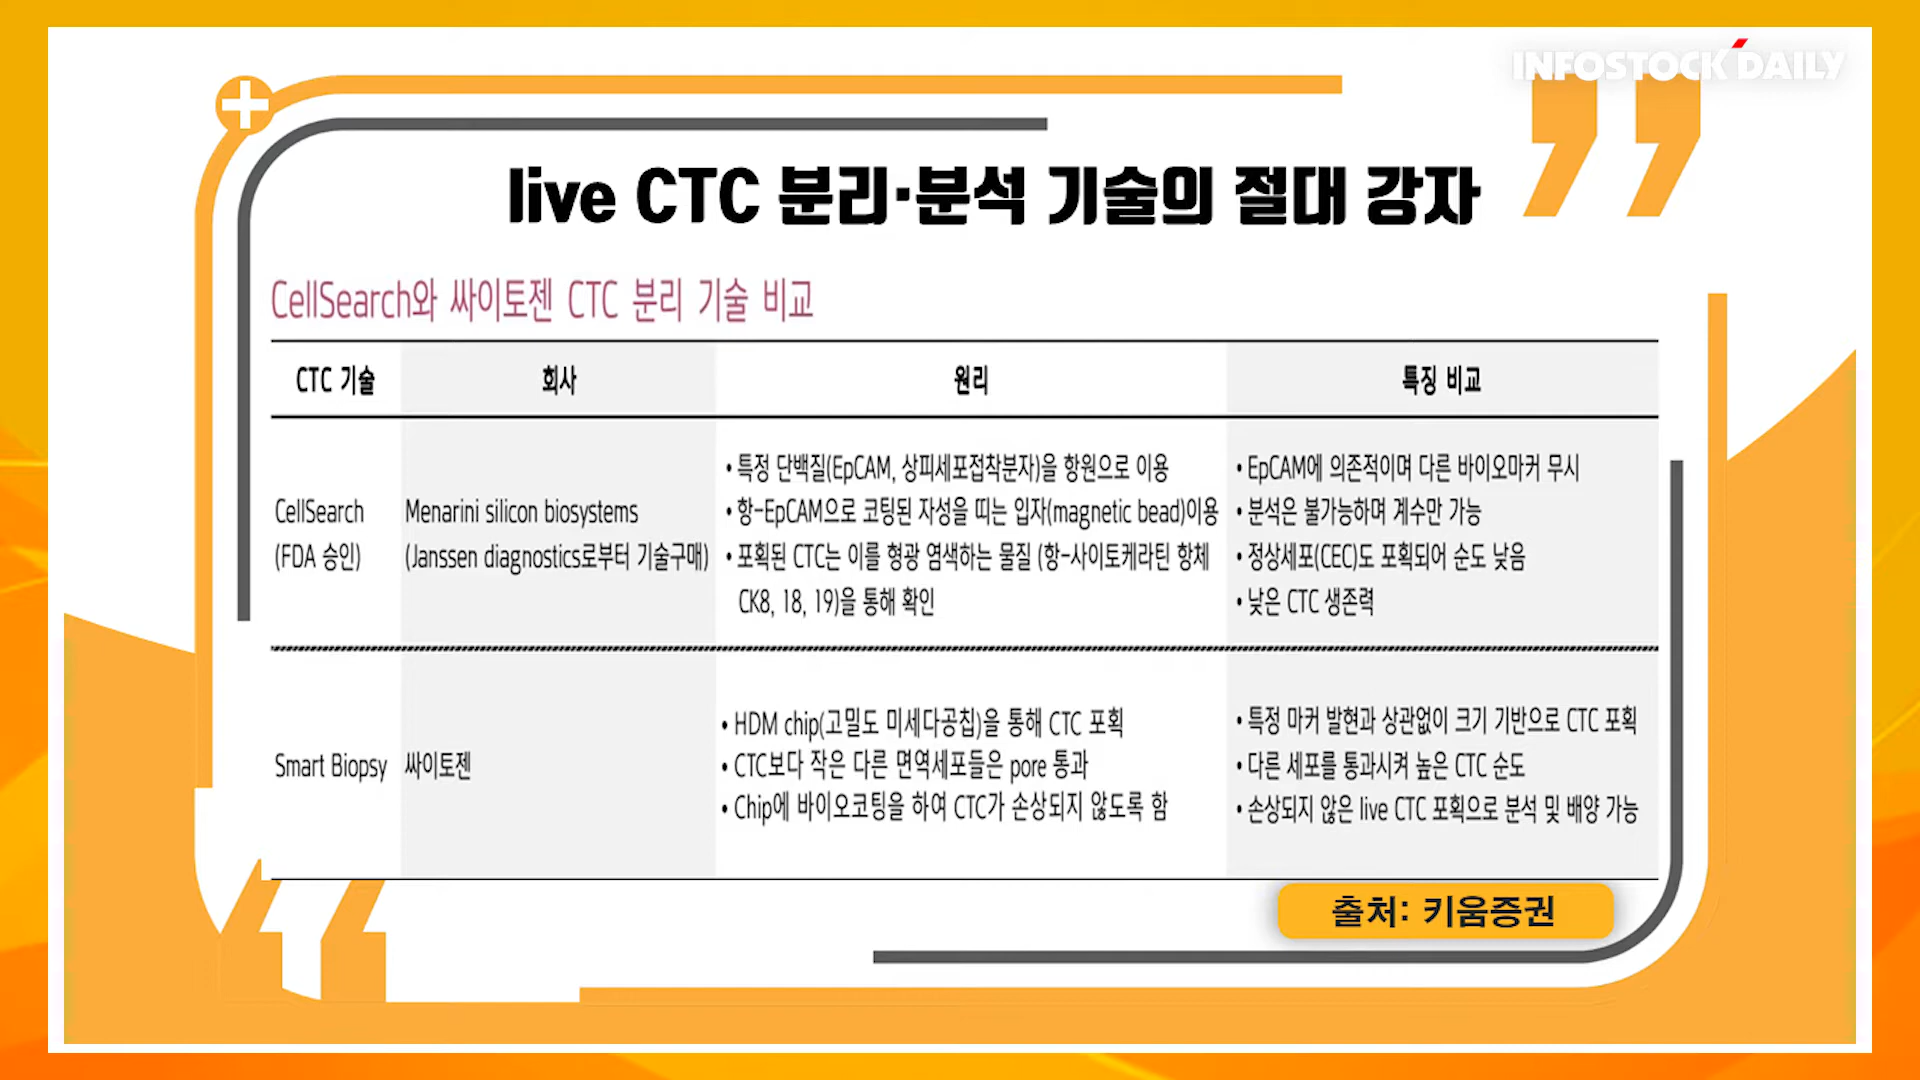 INFOSTOCK DAILY
live CTC 분리·분석 기술의 절대 강자
CellSearch와 싸이토젠 CTC 분리 기술 비교
CTC 기술 회사 원리 특징 비교
CellSearch
(FDA 승인)
Menarini silicon biosystems
(Janssen diagnostics로부터 기술구매)
• 특정 단백질(EpCAM, 상피세포접착분자)을 항원으로 이용
• 항-EpCAM으로 코팅된 자성을 띠는 입자(magnetic bead)이용
• 포획된 CTC는 이를 형광 염색하는 물질 (항-사이토케라틴 항체
CK8, 18, 19)을 통해 확인
• EpCAM에 의존적이며 다른 바이오마커 무시
• 분석은 불가능하며 계수만 가능
• 정상세포(CEC)도 포획되어 순도 낮음
• 낮은 CTC 생존력
Smart Biopsy
싸이토젠
• HDM chip(고밀도 미세다공칩)을 통해 CTC 포획
• CTC보다 작은 다른 면역세포들은 pore 통과
• Chip에 바이오코팅을 하여 CTC가 손상되지 않도록 함
• 특정 마커 발현과 상관없이 크기 기반으로 CTC 포획
• 다른 세포를 통과시켜 높은 CTC 순도
• 손상되지 않은 live CTC 포획으로 분석 및 배양 가능
출처: 키움증권